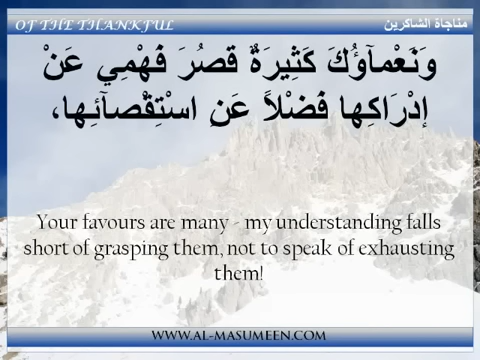 OF THE THANKFUL مناجاة الشاكرين
وَنَعْمآؤُكَ كَثِيرَةٌ قَصُرَ فَهْمِي عَنْ
إدْرَاكِها فَضْلاً عَنِ اسْتِقْصآئِها،
Your favours are many - my understanding falls
short of grasping them, not to speak of exhausting
them!
WWW.AL-MASUMEEN.COM